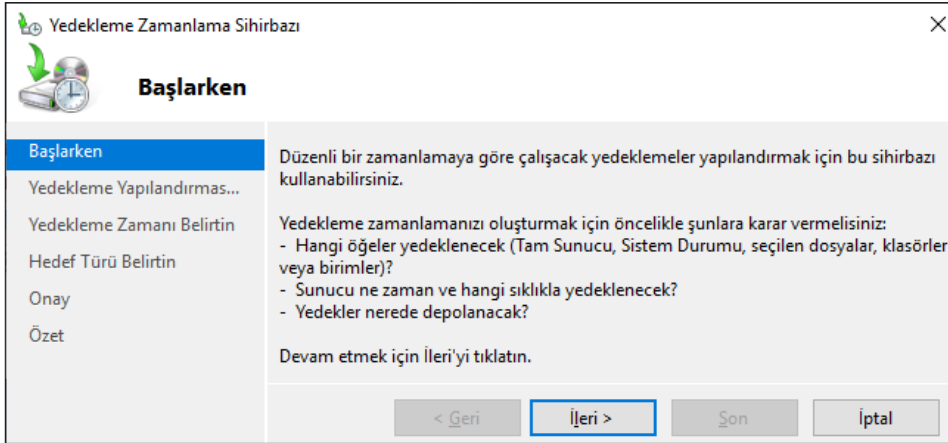 Yedekleme Zamanlama Sihirbazı
Başlarken
Başlarken
Yedekleme Yapılandırmas...
Yedekleme Zamanı Belirtin
Hedef Türü Belirtin
Onay
Özet
Düzenli bir zamanlamaya göre çalışacak yedeklemeler yapılandırmak için bu sihirbazı
kullanabilirsiniz.
Yedekleme zamanlamanızı oluşturmak için öncelikle şunlara karar vermelisiniz:
- Hangi öğeler yedeklenecek (Tam Sunucu, Sistem Durumu, seçilen dosyalar, klasörler
veya birimler)?
- Sunucu ne zaman ve hangi sıklıkla yedeklenecek?
- Yedekler nerede depolanacak?
Devam etmek için İleri'yi tıklatın.
< Geri
İleri >
Son
İptal